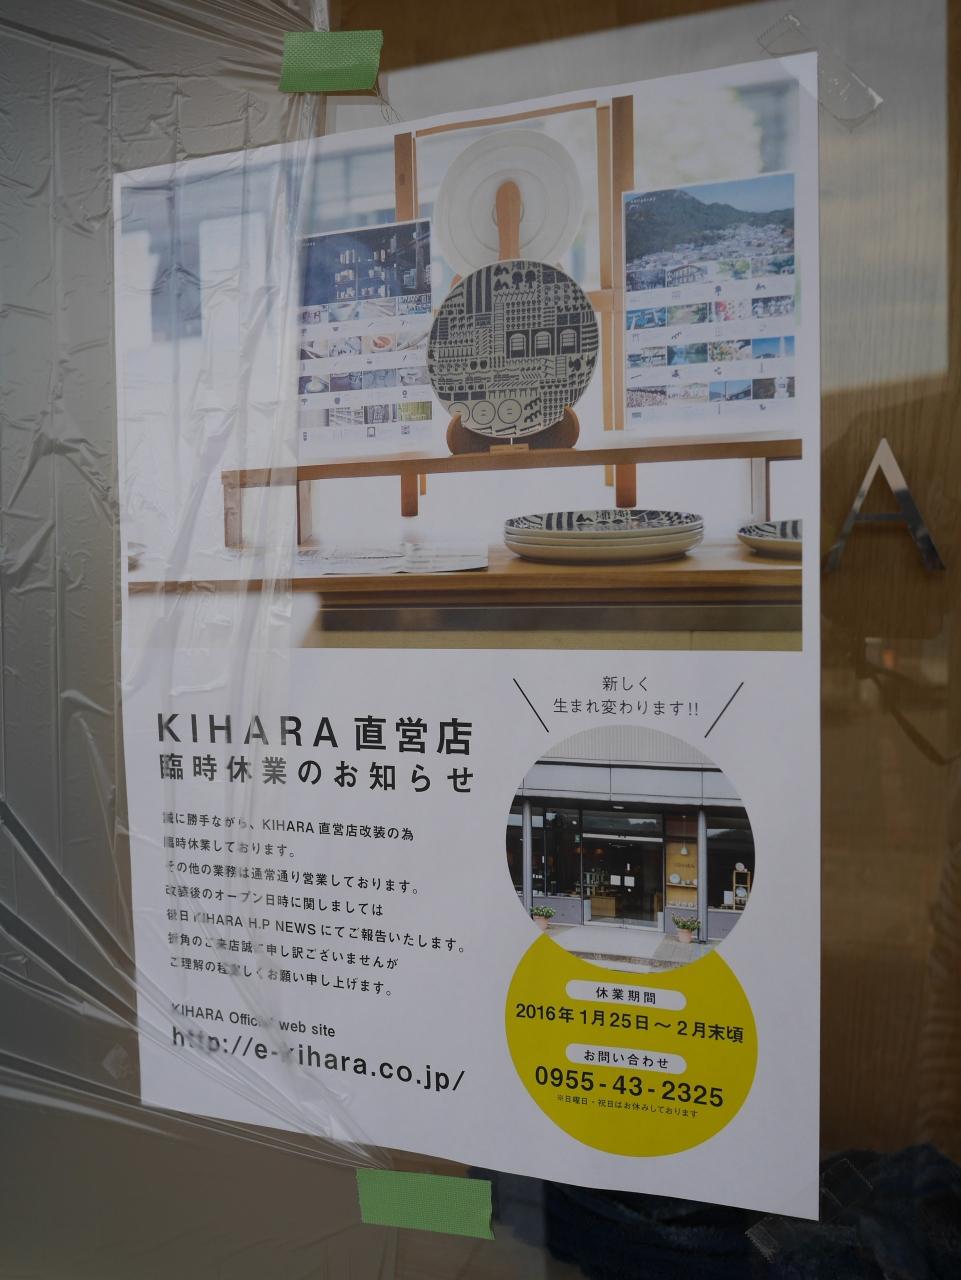 新しく
生まれ変わります!!
KIHARA 直営店
臨時休業のお知らせ
誠に勝手ながら、KIHARA 直営店改装の為
臨時休業しております。
その他の業務は通常通り営業しております。
改装後のオープン日時に関しましては
後日 KIHARA H.P NEWS にてご報告いたします。
折角のご来店誠に申し訳ございませんが
ご理解の程宜しくお願い申し上げます。
KIHARA Official web site
http://e-kihara.co.jp/
休業期間
2016年 1月25日～2月末頃
お問い合わせ
0955-43-2325
※日曜日・祝日はお休みしております
A